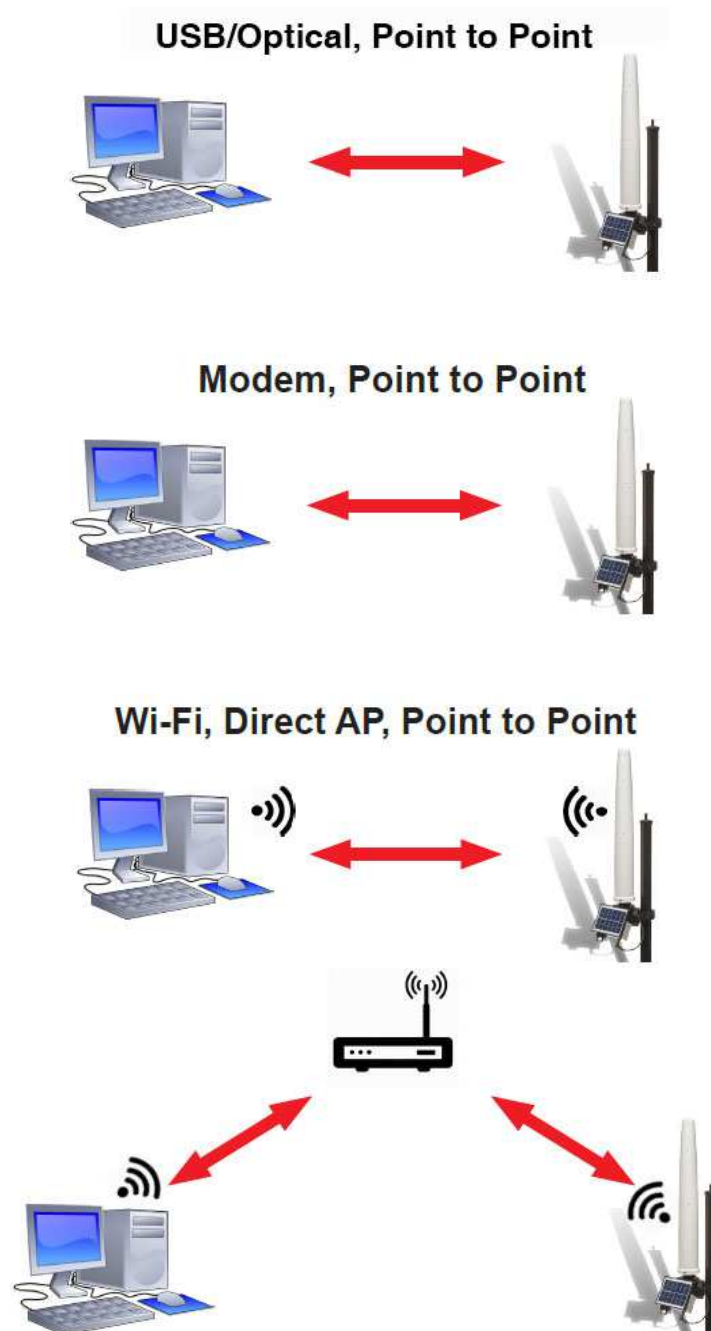 USB/Optical, Point to Point
Modem, Point to Point
Wi-Fi, Direct AP, Point to Point